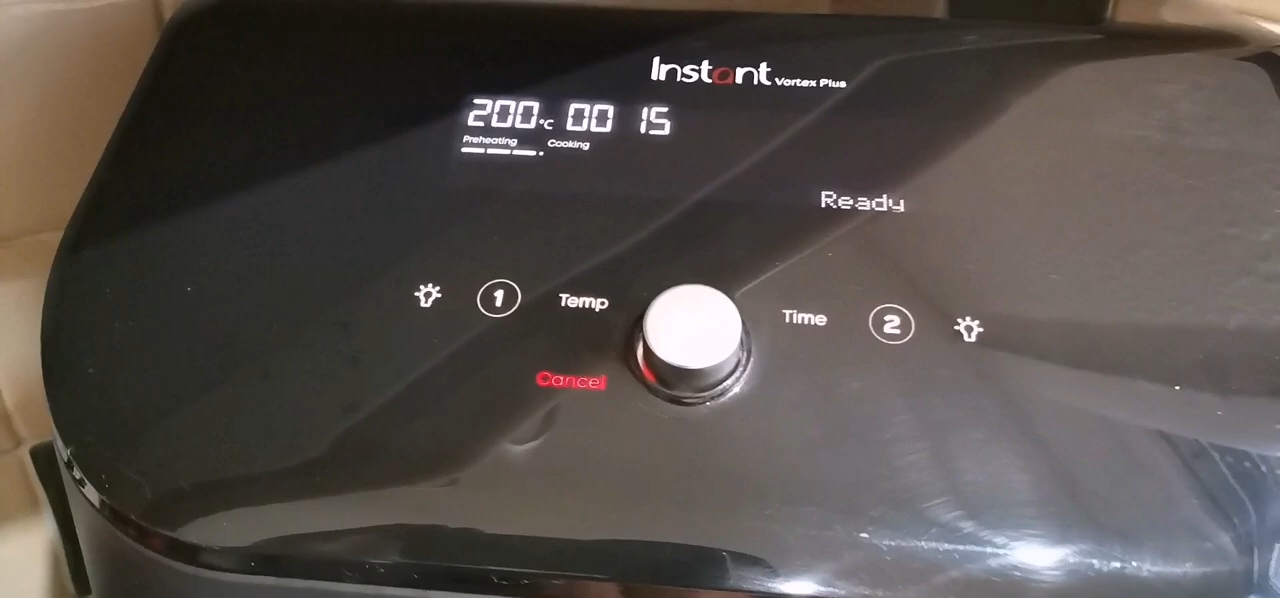 Instant Vortex Plus
200°C 00 15
Preheating Cooking
Ready
1 Temp Time 2
Cancel